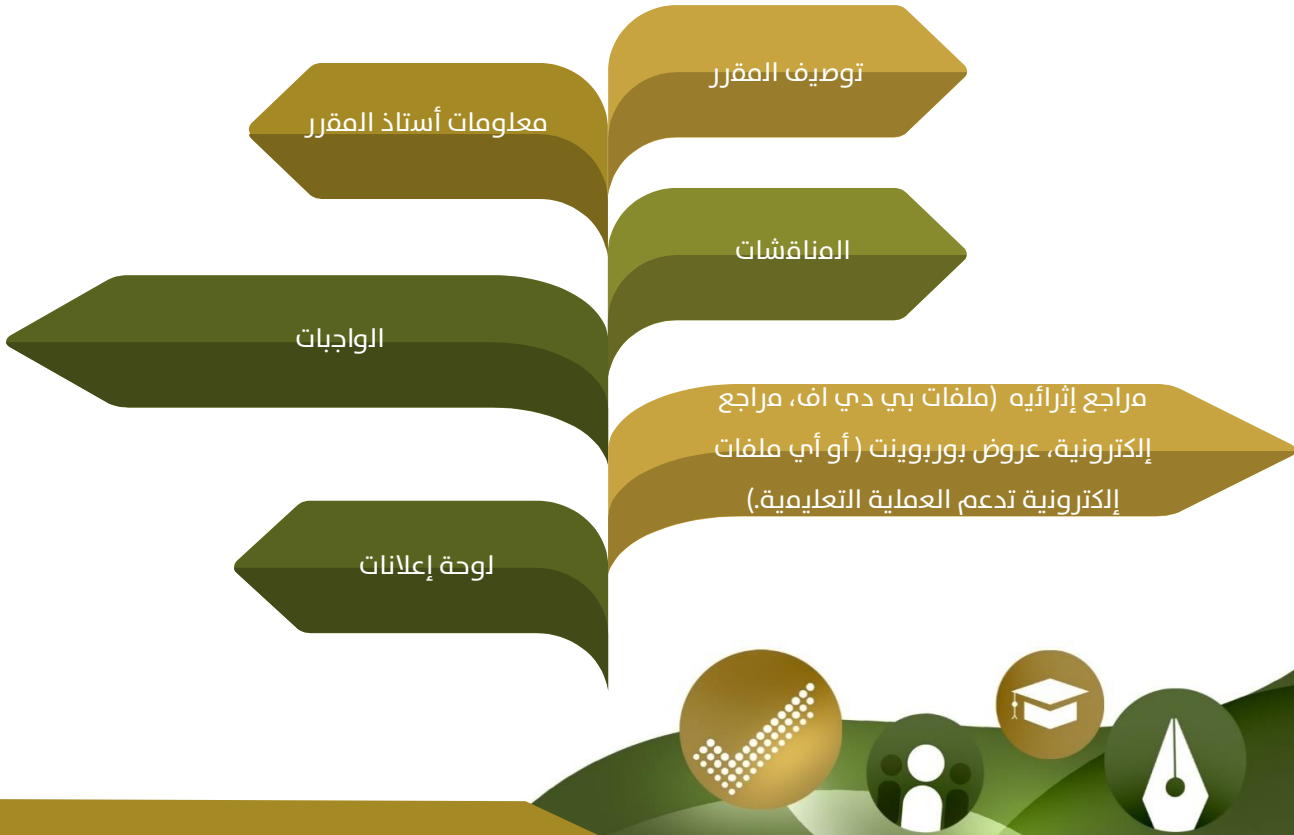 توصيف المقرر
معلومات أستاذ المقرر
المناقشات
الواجبات
مراجع إثرائيه (ملفات بي دي اف، مراجع
إلكترونية، عروض بوربوينت ( أو أي ملفات
إلكترونية تدعم العملية التعليمية.)
لوحة إعلانات